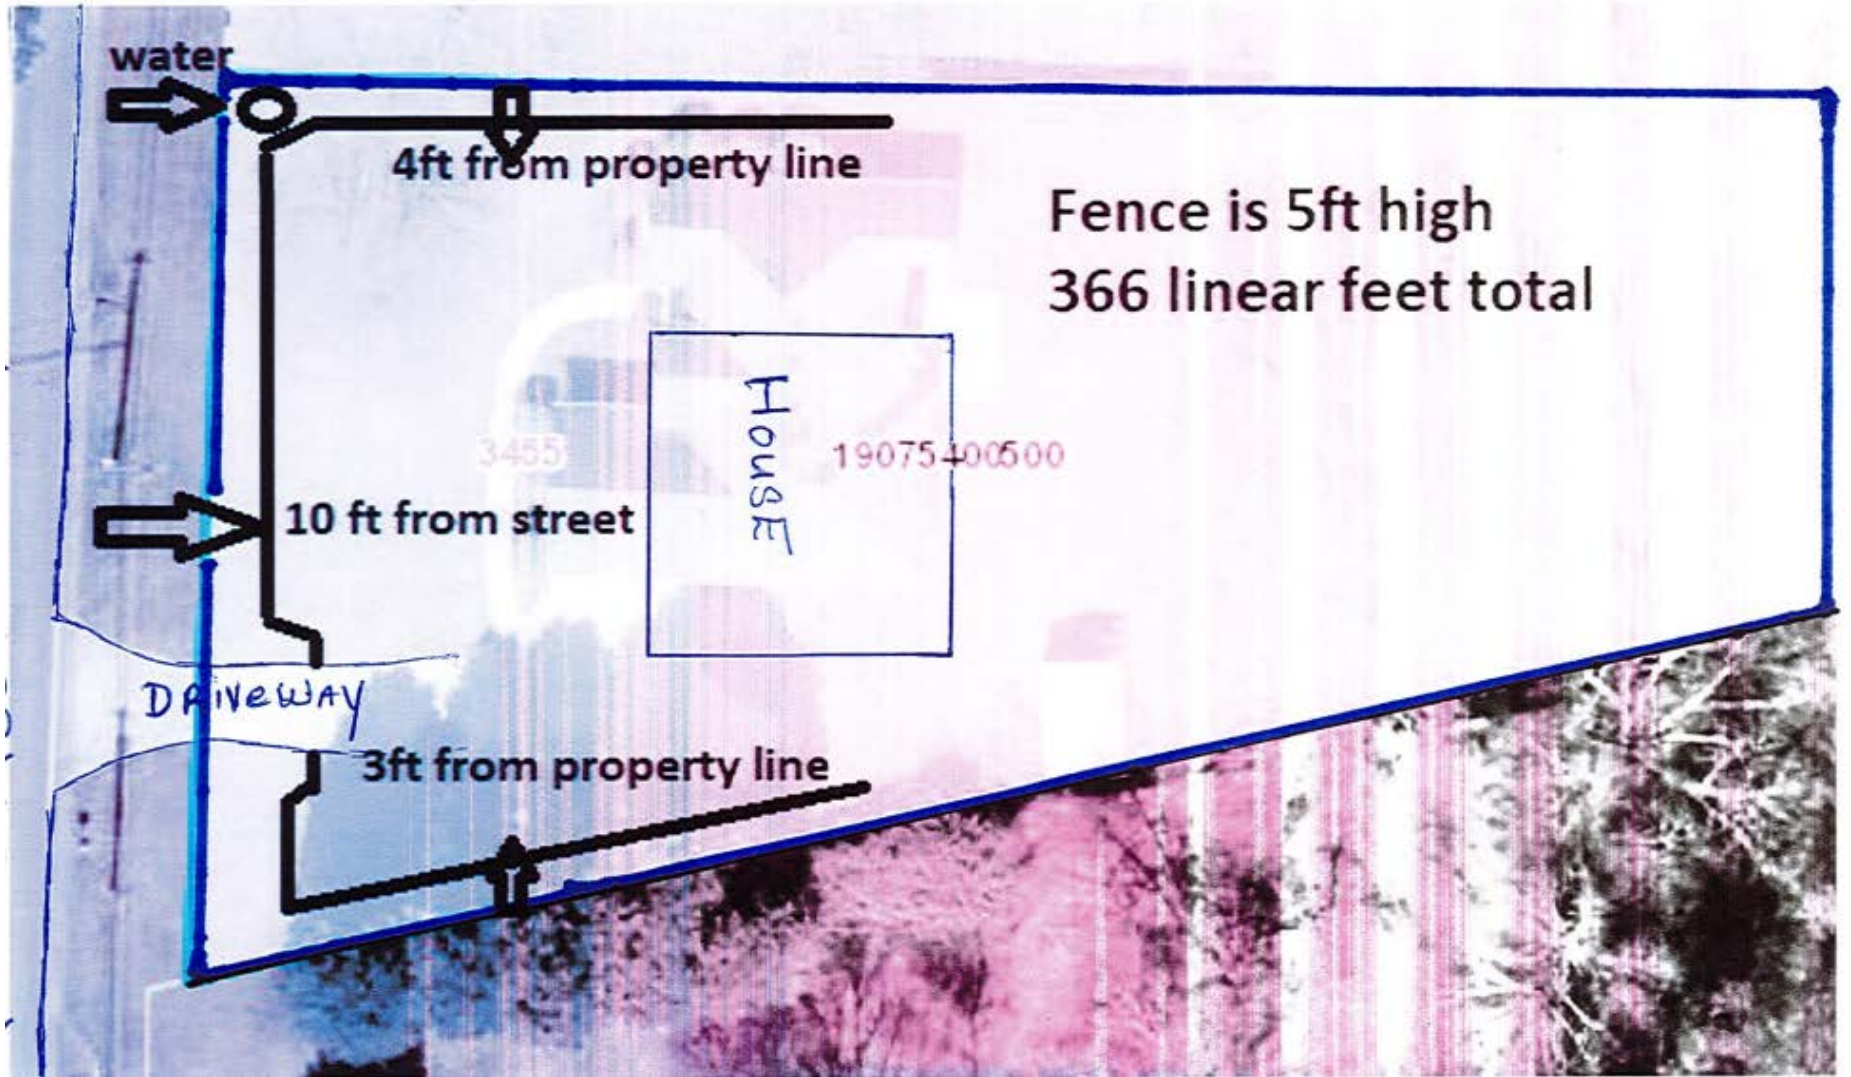 water
4ft from property line
Fence is 5ft high
366 linear feet total
House
3455
19075400500
10 ft from street
DRIVEWAY
3ft from property line